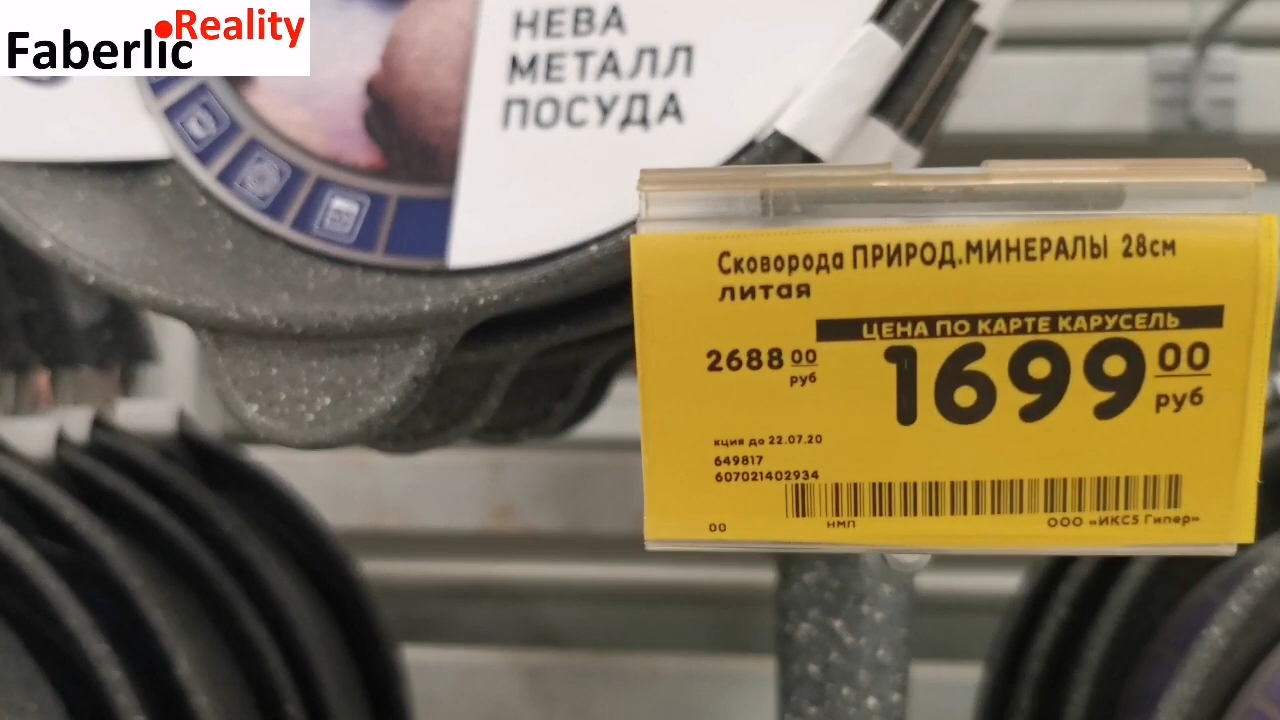 Faberlic Reality
НЕВА
МЕТАЛЛ
ПОСУДА
Сковорода ПРИРОД.МИНЕРАЛЫ 28см
литая
ЦЕНА ПО КАРТЕ КАРУСЕЛЬ
2688 00 руб
1699 00 руб
кция до 22.07.20
649817
607021402934
00 НМП ООО «ИКС5 Гипер»